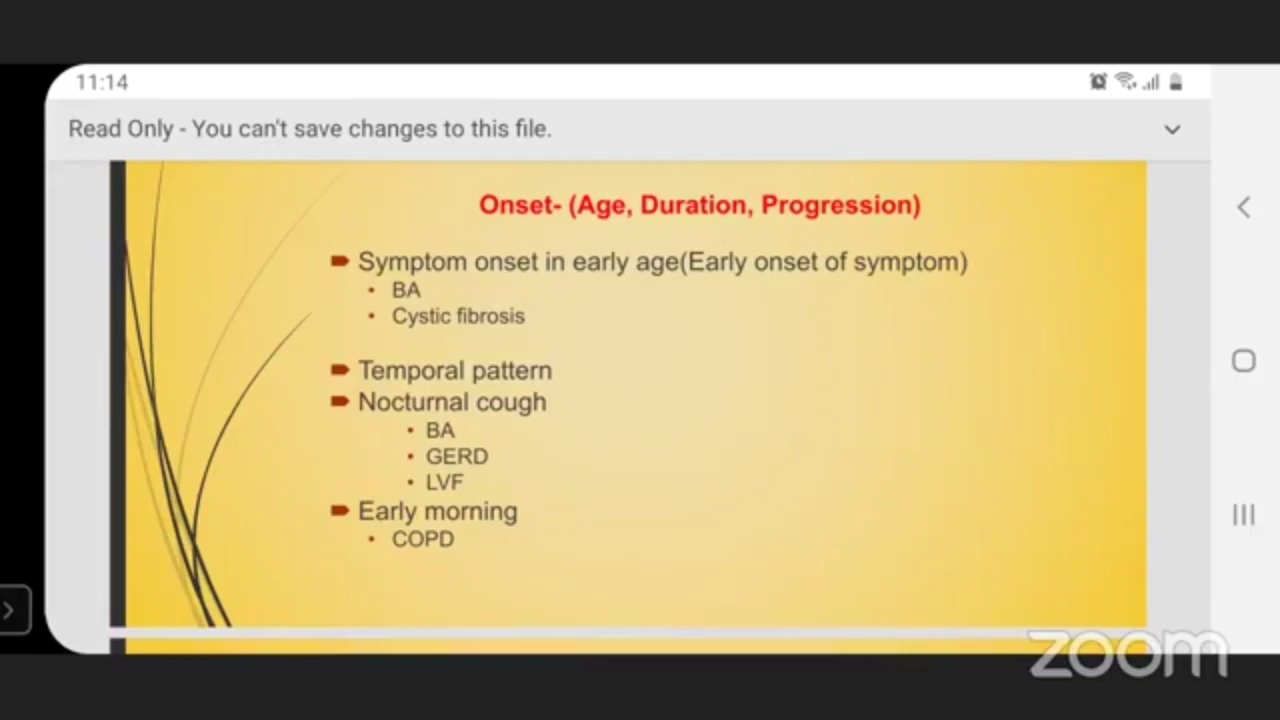 11:14
Read Only - You can't save changes to this file.
Onset- (Age, Duration, Progression)
Symptom onset in early age(Early onset of symptom)
BA
Cystic fibrosis
Temporal pattern
Nocturnal cough
BA
GERD
LVF
Early morning
COPD
zoom